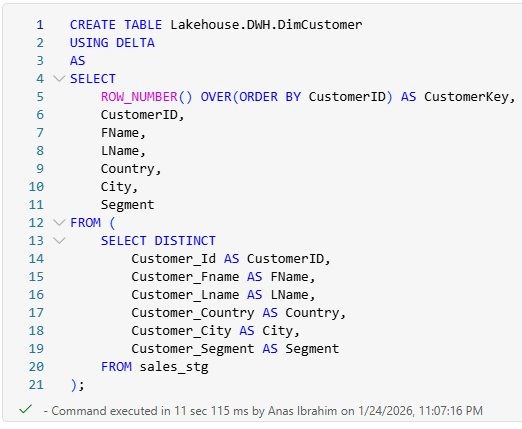 1 CREATE TABLE Lakehouse.DWH.DimCustomer
2 USING DELTA
3 AS
4 SELECT
5 ROW_NUMBER() OVER(ORDER BY CustomerID) AS CustomerKey,
6 CustomerID,
7 FName,
8 LName,
9 Country,
10 City,
11 Segment
12 FROM (
13 SELECT DISTINCT
14 Customer_Id AS CustomerID,
15 Customer_Fname AS FName,
16 Customer_Lname AS LName,
17 Customer_Country AS Country,
18 Customer_City AS City,
19 Customer_Segment AS Segment
20 FROM sales_stg
21 );
- Command executed in 11 sec 115 ms by Anas Ibrahim on 1/24/2026, 11:07:16 PM